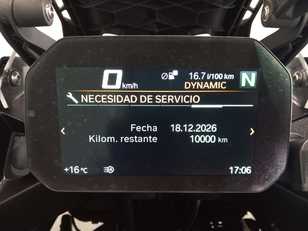 0 km/h
Ø 16.7 l/100 km
N
DYNAMIC
NECESIDAD DE SERVICIO
Fecha 18.12.2026
Kilom. restante 10000 km
+16 °C
17:06